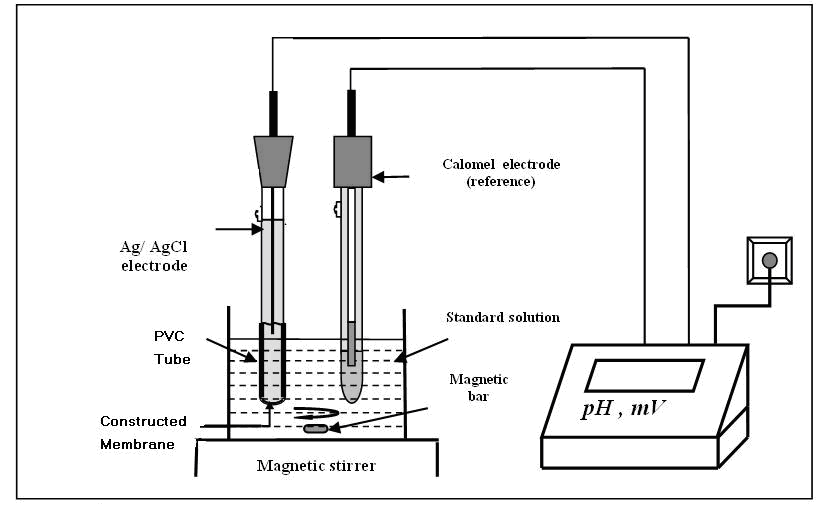 Calomel electrode
(reference)
Ag/ AgCl
electrode
Standard solution
PVC
Tube
Magnetic
bar
pH , mV
Constructed
Membrane
Magnetic stirrer